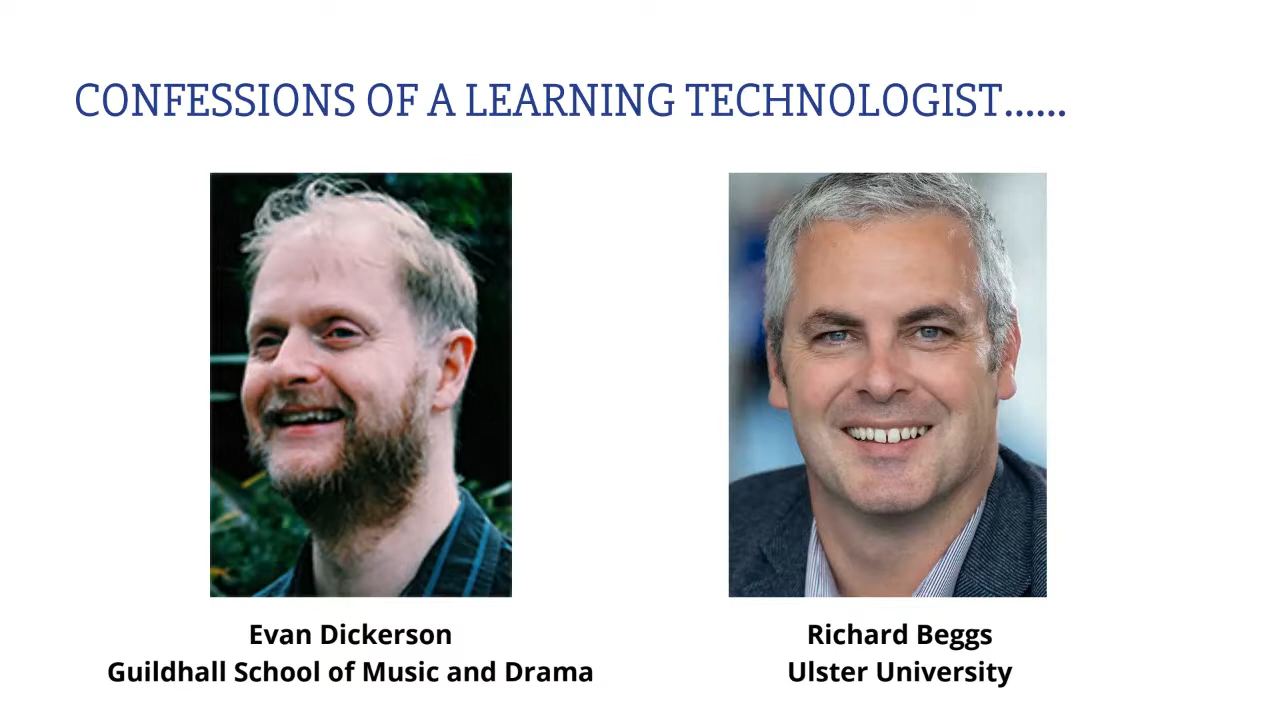 CONFESSIONS OF A LEARNING TECHNOLOGIST......
Evan Dickerson
Guildhall School of Music and Drama
Richard Beggs
Ulster University